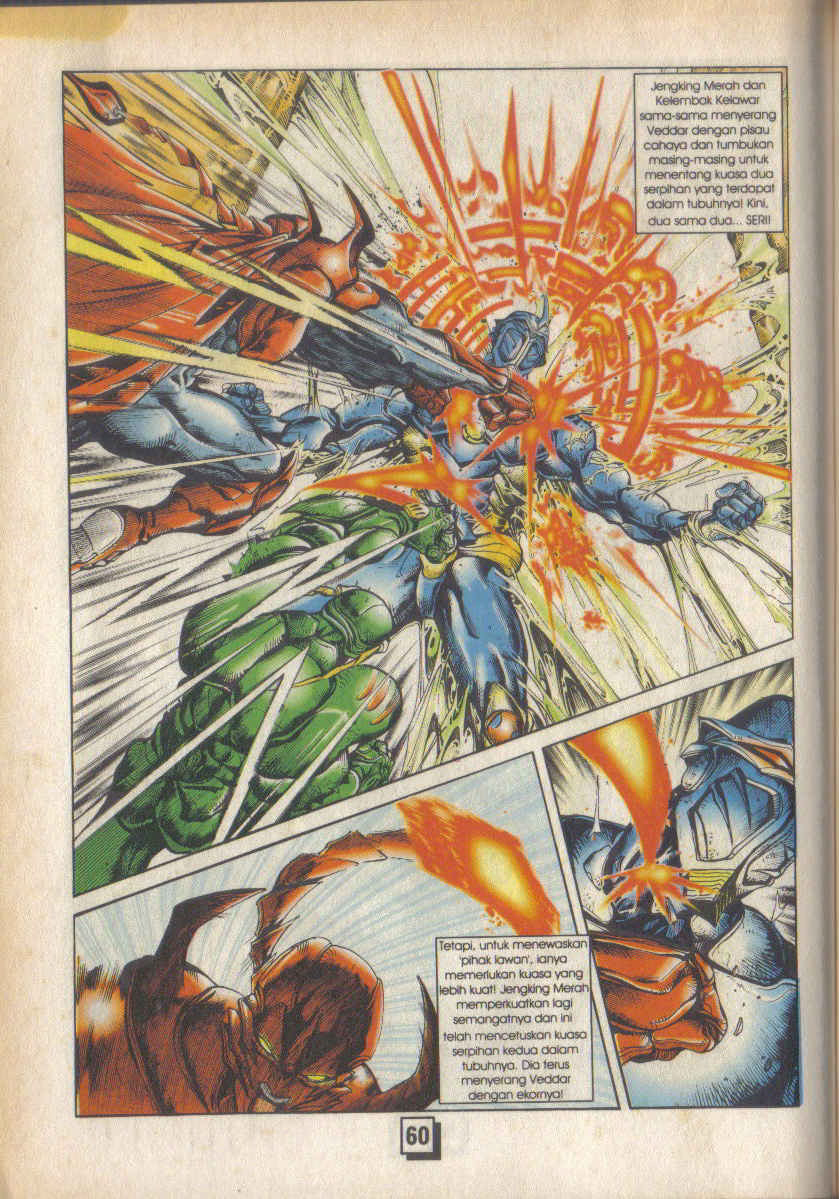 Jengking Merah dan
Kelembak Kelawar
sama-sama menyerang
Veddar dengan pisau
cahaya dan tumbukan
masing-masing untuk
menentang kuasa dua
serpihan yang terdapat
dalam tubuhnya! Kini,
dua sama dua... SERI!
Tetapi, untuk menewaskan
'pihak lawan', ianya
memerlukan kuasa yang
lebih kuat! Jengking Merah
memperkuatkan lagi
semangatnya dan ini
telah mencetuskan kuasa
serpihan kedua dalam
tubuhnya. Dia terus
menyerang Veddar
dengan ekornya!
60